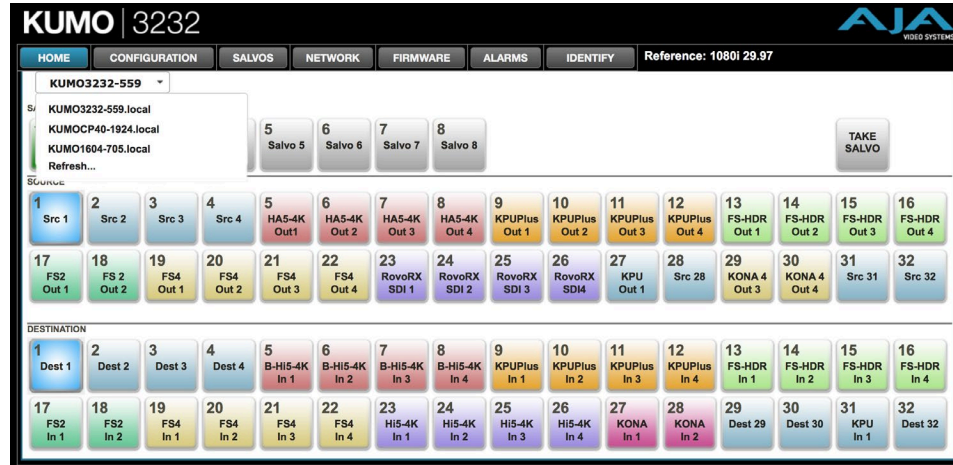 KUMO | 3232
AJA
VIDEO SYSTEMS
HOME CONFIGURATION SALVOS NETWORK FIRMWARE ALARMS IDENTIFY Reference: 1080i 29.97
KUMO3232-559
KUMO3232-559.local
KUMOCP40-1924.local
KUMO1604-705.local
Refresh...
5 6 7 8
Salvo 5 Salvo 6 Salvo 7 Salvo 8
TAKE
SALVO
SOURCE
1 2 3 4 5 6 7 8 9 10 11 12 13 14 15 16
Src 1 Src 2 Src 3 Src 4 HA5-4K HA5-4K HA5-4K HA5-4K KPUPlus KPUPlus KPUPlus KPUPlus FS-HDR FS-HDR FS-HDR FS-HDR
Out1 Out 2 Out 3 Out 4 Out 1 Out 2 Out 3 Out 4 Out 1 Out 2 Out 3 Out 4
17 18 19 20 21 22 23 24 25 26 27 28 29 30 31 32
FS2 FS 2 FS4 FS4 FS4 FS4 RovoRX RovoRX RovoRX RovoRX KPU Src 28 KONA 4 KONA 4 Src 31 Src 32
Out 1 Out 2 Out 1 Out 2 Out 3 Out 4 SDI 1 SDI 2 SDI 3 SDI4 Out 1 Out 3 Out 4
DESTINATION
1 2 3 4 5 6 7 8 9 10 11 12 13 14 15 16
Dest 1 Dest 2 Dest 3 Dest 4 B-Hi5-4K B-Hi5-4K B-Hi5-4K B-Hi5-4K KPUPlus KPUPlus KPUPlus KPUPlus FS-HDR FS-HDR FS-HDR FS-HDR
In 1 In 2 In 3 In 4 In 1 In 2 In 3 In 4 In 1 In 2 In 3 In 4
17 18 19 20 21 22 23 24 25 26 27 28 29 30 31 32
FS2 FS2 FS4 FS4 FS4 FS4 Hi5-4K Hi5-4K Hi5-4K Hi5-4K KONA KONA Dest 29 Dest 30 KPU Dest 32
In 1 In 2 In 1 In 2 In 3 In 4 In 1 In 2 In 3 In 4 In 1 In 2 In 1